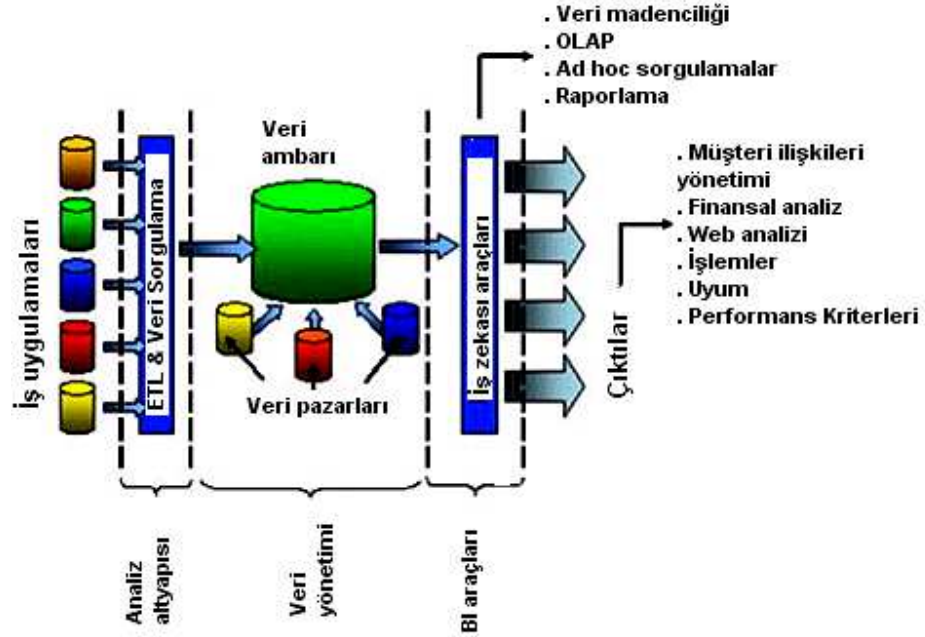 . Veri madenciliği
. OLAP
. Ad hoc sorgulamalar
. Raporlama
İş uygulamaları
ETL & Veri Sorgulama
Veri
ambarı
Veri pazarları
İş zekası araçları
Çıktılar
. Müşteri ilişkileri
yönetimi
. Finansal analiz
. Web analizi
. İşlemler
. Uyum
. Performans Kriterleri
Analiz
altyapısı
Veri
yönetimi
BI araçları